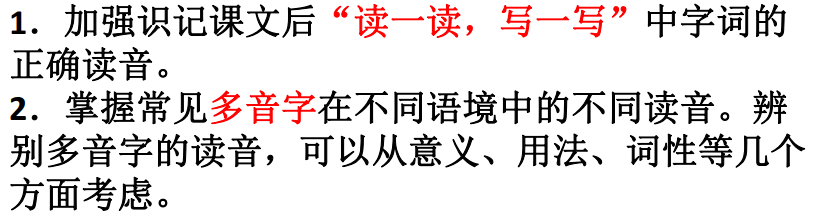 1．加强识记课文后“读一读，写一写”中字词的
正确读音。
2．掌握常见多音字在不同语境中的不同读音。辨
别多音字的读音，可以从意义、用法、词性等几个
方面考虑。